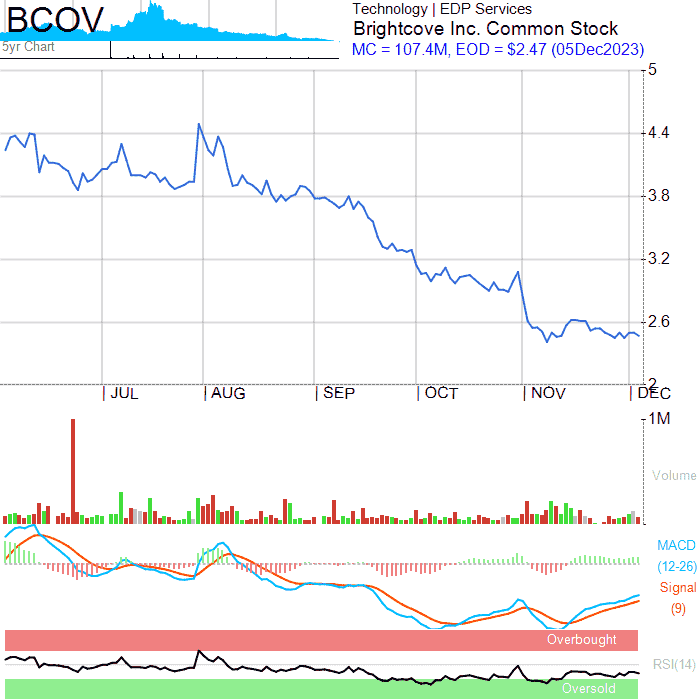 BCOV
5yr Chart
Technology | EDP Services
Brightcove Inc. Common Stock
MC = 107.4M, EOD = $2.47 (05Dec2023)
5
4.4
3.8
3.2
2.6
2
| JUL | AUG | SEP | OCT | NOV | DEC
1M
Volume
MACD
(12-26)
Signal
(9)
Overbought
RSI(14)
Oversold